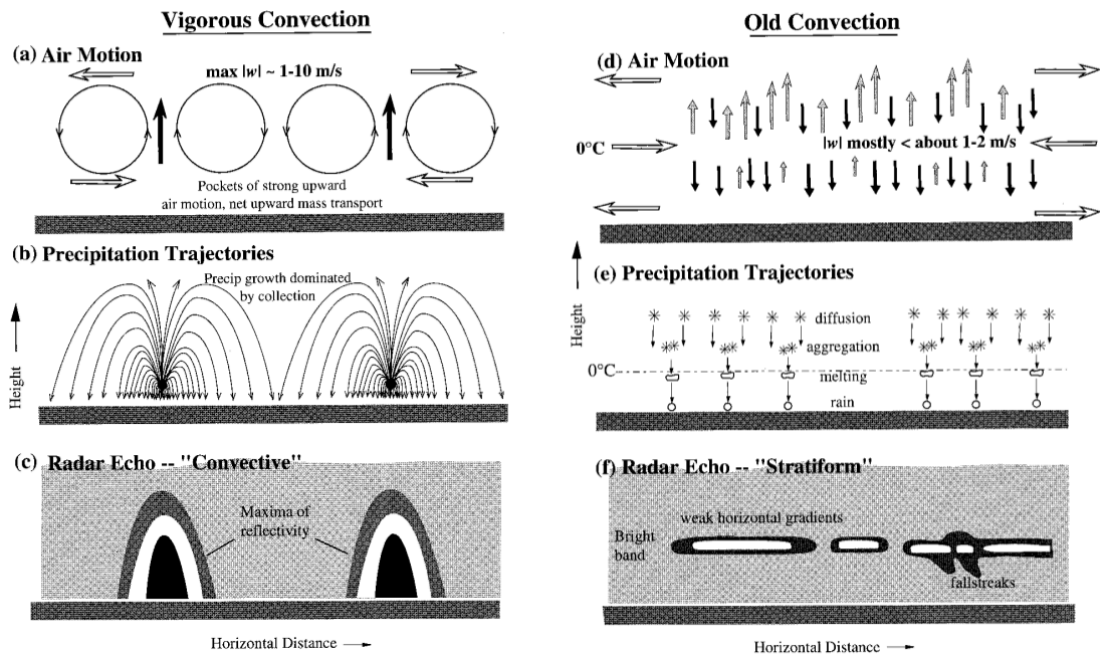 Vigorous Convection
(a) Air Motion
max |w| ~ 1-10 m/s
Pockets of strong upward
air motion, net upward mass transport
(b) Precipitation Trajectories
Precip growth dominated
by collection
Height
(c) Radar Echo -- "Convective"
Maxima of
reflectivity
Horizontal Distance
Old Convection
(d) Air Motion
0°C
|w| mostly < about 1-2 m/s
(e) Precipitation Trajectories
Height
diffusion
aggregation
0°C
melting
rain
(f) Radar Echo -- "Stratiform"
weak horizontal gradients
Bright
band
fallstreaks
Horizontal Distance